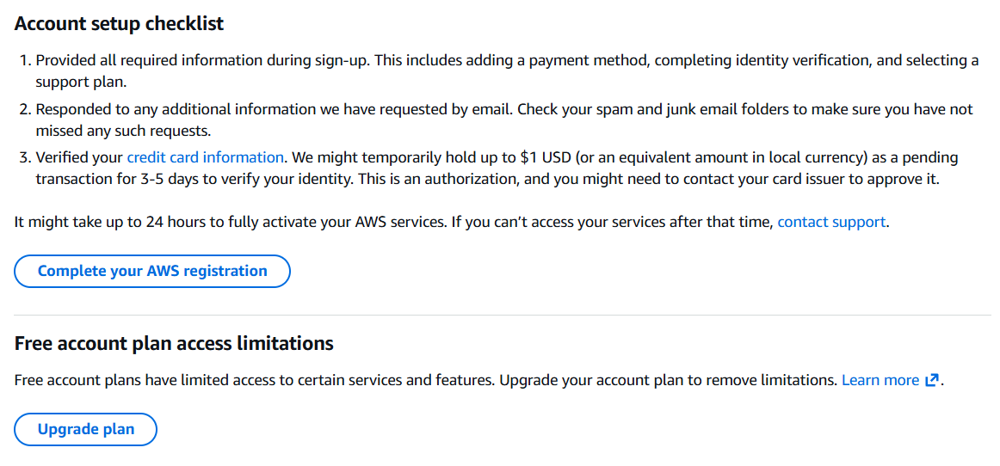 Account setup checklist
1. Provided all required information during sign-up. This includes adding a payment method, completing identity verification, and selecting a
support plan.
2. Responded to any additional information we have requested by email. Check your spam and junk email folders to make sure you have not
missed any such requests.
3. Verified your credit card information. We might temporarily hold up to $1 USD (or an equivalent amount in local currency) as a pending
transaction for 3-5 days to verify your identity. This is an authorization, and you might need to contact your card issuer to approve it.
It might take up to 24 hours to fully activate your AWS services. If you can’t access your services after that time, contact support.
Complete your AWS registration
Free account plan access limitations
Free account plans have limited access to certain services and features. Upgrade your account plan to remove limitations. Learn more.
Upgrade plan